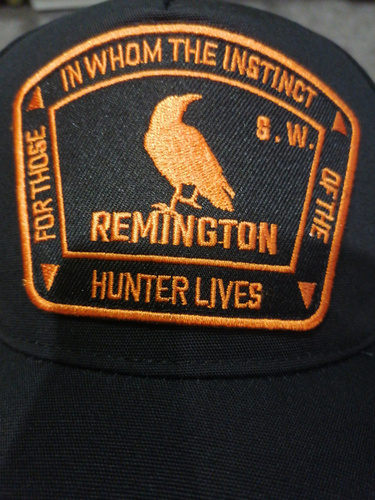 FOR THOSE
IN WHOM THE INSTINCT
OF THE
HUNTER LIVES
S.W.
REMINGTON